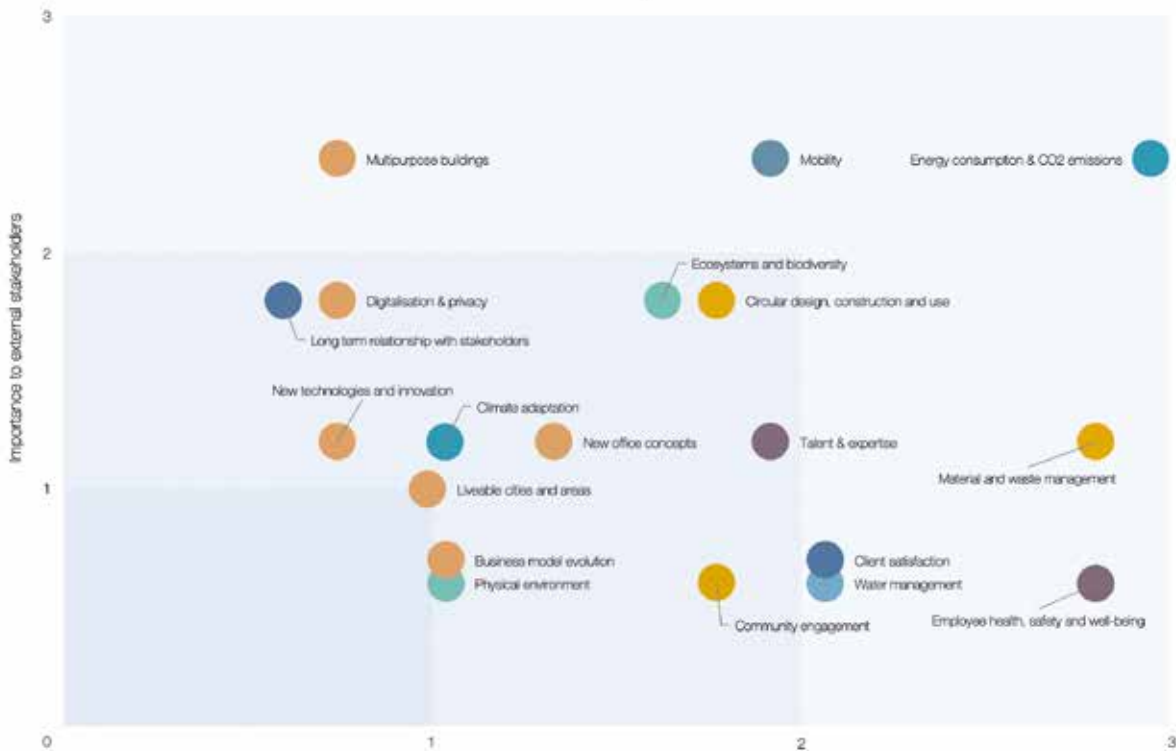 3
Importance to external stakeholders
Multipurpose buildings
Mobility
Energy consumption & CO2 emissions
2
Ecosystems and biodiversity
Digitalisation & privacy
Circular design, construction and use
Long term relationship with stakeholders
New technologies and innovation
Climate adaptation
New office concepts
Talent & expertise
Material and waste management
1
Liveable cities and areas
Business model evolution
Client satisfaction
Physical environment
Water management
Community engagement
Employee health, safety and well-being
0
1
2
3